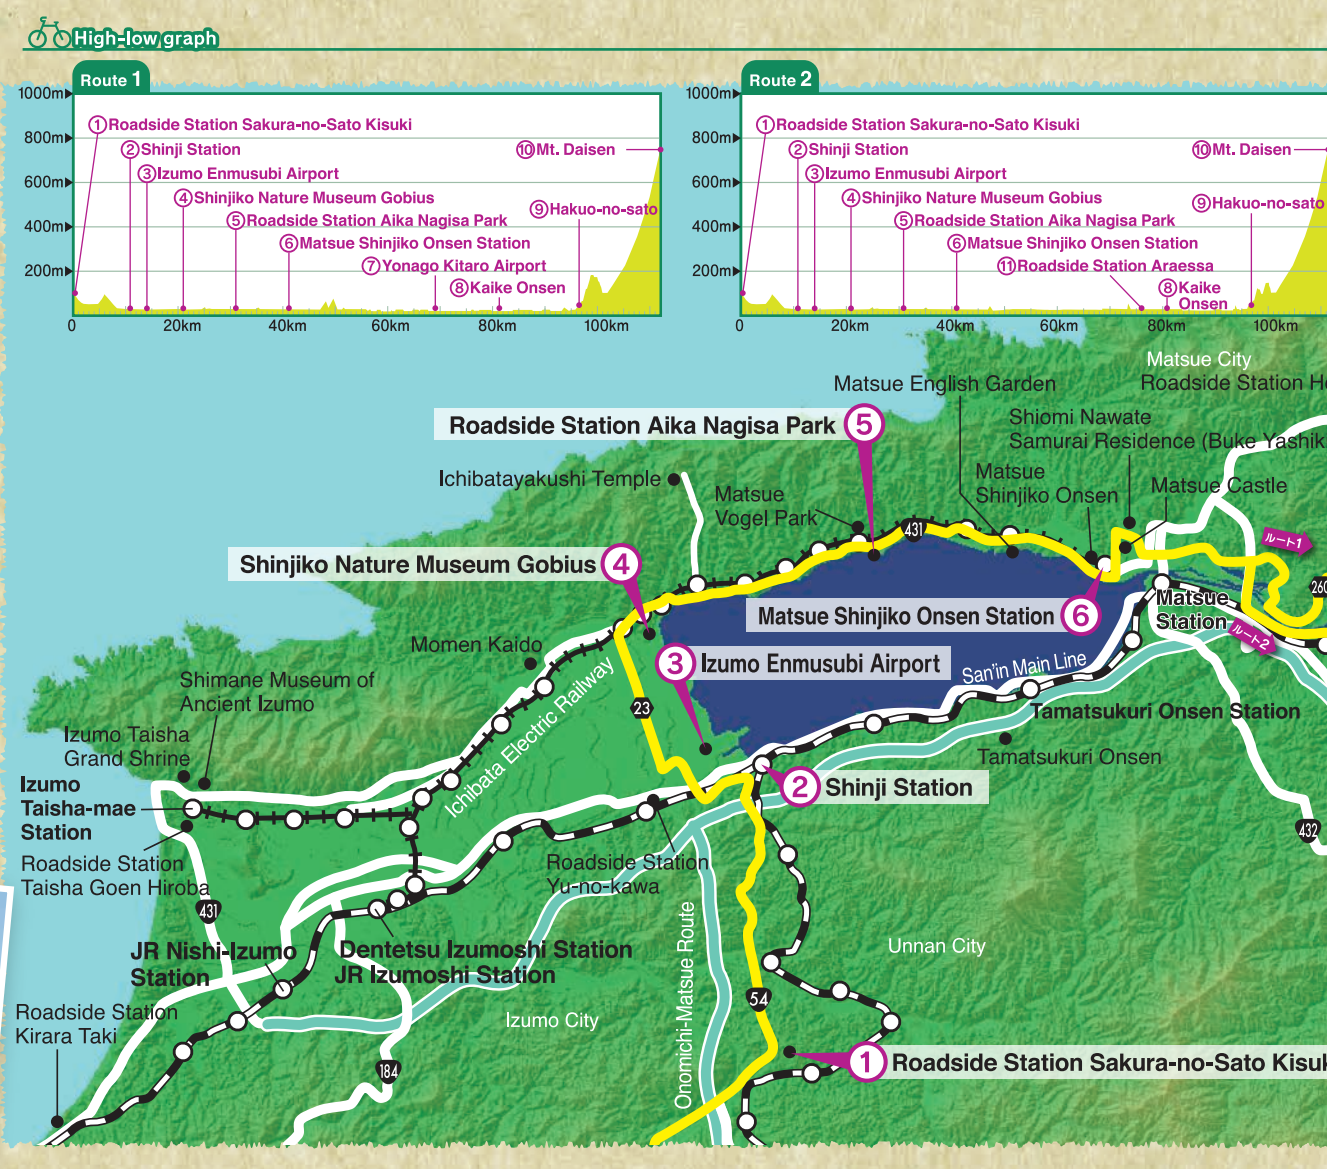 High-low graph
Route 1
1000m
800m
600m
400m
200m
①Roadside Station Sakura-no-Sato Kisuki
②Shinji Station
③Izumo Enmusubi Airport
④Shinjiko Nature Museum Gobius
⑤Roadside Station Aika Nagisa Park
⑥Matsue Shinjiko Onsen Station
⑦Yonago Kitaro Airport
⑧Kaike Onsen
⑨Hakuo-no-sato
⑩Mt. Daisen
0 20km 40km 60km 80km 100km
Route 2
1000m
800m
600m
400m
200m
①Roadside Station Sakura-no-Sato Kisuki
②Shinji Station
③Izumo Enmusubi Airport
④Shinjiko Nature Museum Gobius
⑤Roadside Station Aika Nagisa Park
⑥Matsue Shinjiko Onsen Station
⑪Roadside Station Araessa
⑧Kaike
Onsen
⑨Hakuo-no-sato
⑩Mt. Daisen
0 20km 40km 60km 80km 100km
Matsue City
Roadside Station
Matsue English Garden
Shiomi Nawate
Samurai Residence (Buke Yashik
Roadside Station Aika Nagisa Park ⑤
Ichibatayakushi Temple
Matsue
Vogel Park
Matsue
Shinjiko Onsen
Matsue Castle
431
ルート1
Shinjiko Nature Museum Gobius ④
260
Matsue Shinjiko Onsen Station ⑥
Matsue
Station
ルート2
Momen Kaido
③ Izumo Enmusubi Airport
San'in Main Line
Shimane Museum of
Ancient Izumo
Ichibata Electric Railway
23
Tamatsukuri Onsen Station
Izumo Taisha
Grand Shrine
Tamatsukuri Onsen
Izumo
Taisha-mae
Station
② Shinji Station
432
Roadside Station
Taisha Goen Hiroba
Roadside Station
Yu-no-kawa
431
JR Nishi-Izumo
Station
Dentetsu Izumoshi Station
JR Izumoshi Station
Onomichi-Matsue Route
Unnan City
54
Roadside Station
Kirara Taki
Izumo City
184
① Roadside Station Sakura-no-Sato Kisuk